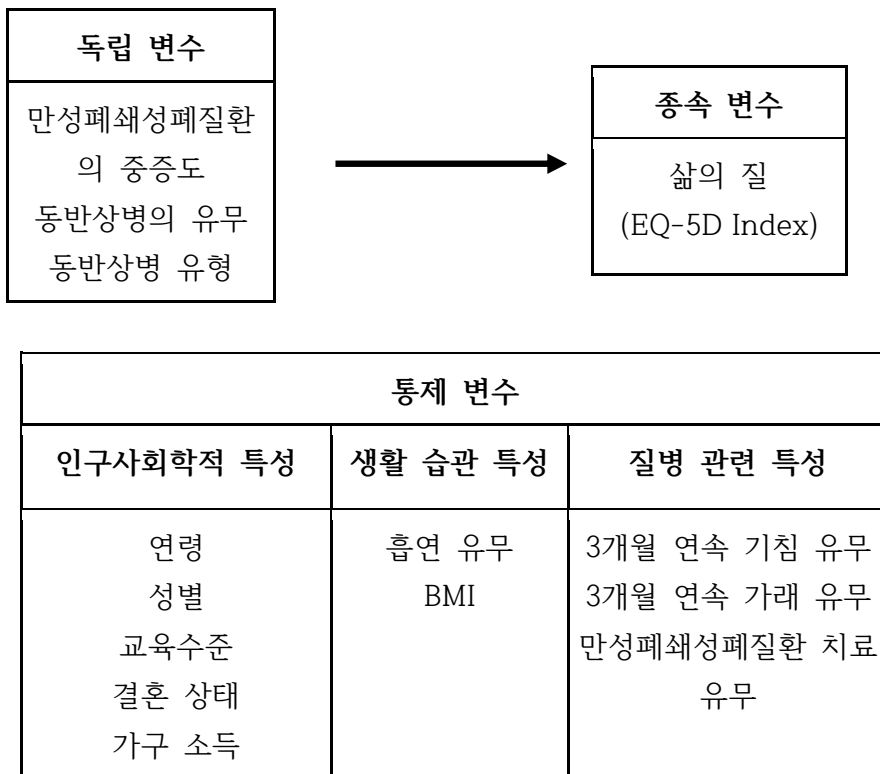 독립 변수
만성폐쇄성폐질환
의 중증도
동반상병의 유무
동반상병 유형
종속 변수
삶의 질
(EQ-5D Index)
통제 변수
인구사회학적 특성
생활 습관 특성
질병 관련 특성
연령
성별
교육수준
결혼 상태
가구 소득
흡연 유무
BMI
3개월 연속 기침 유무
3개월 연속 가래 유무
만성폐쇄성폐질환 치료
유무